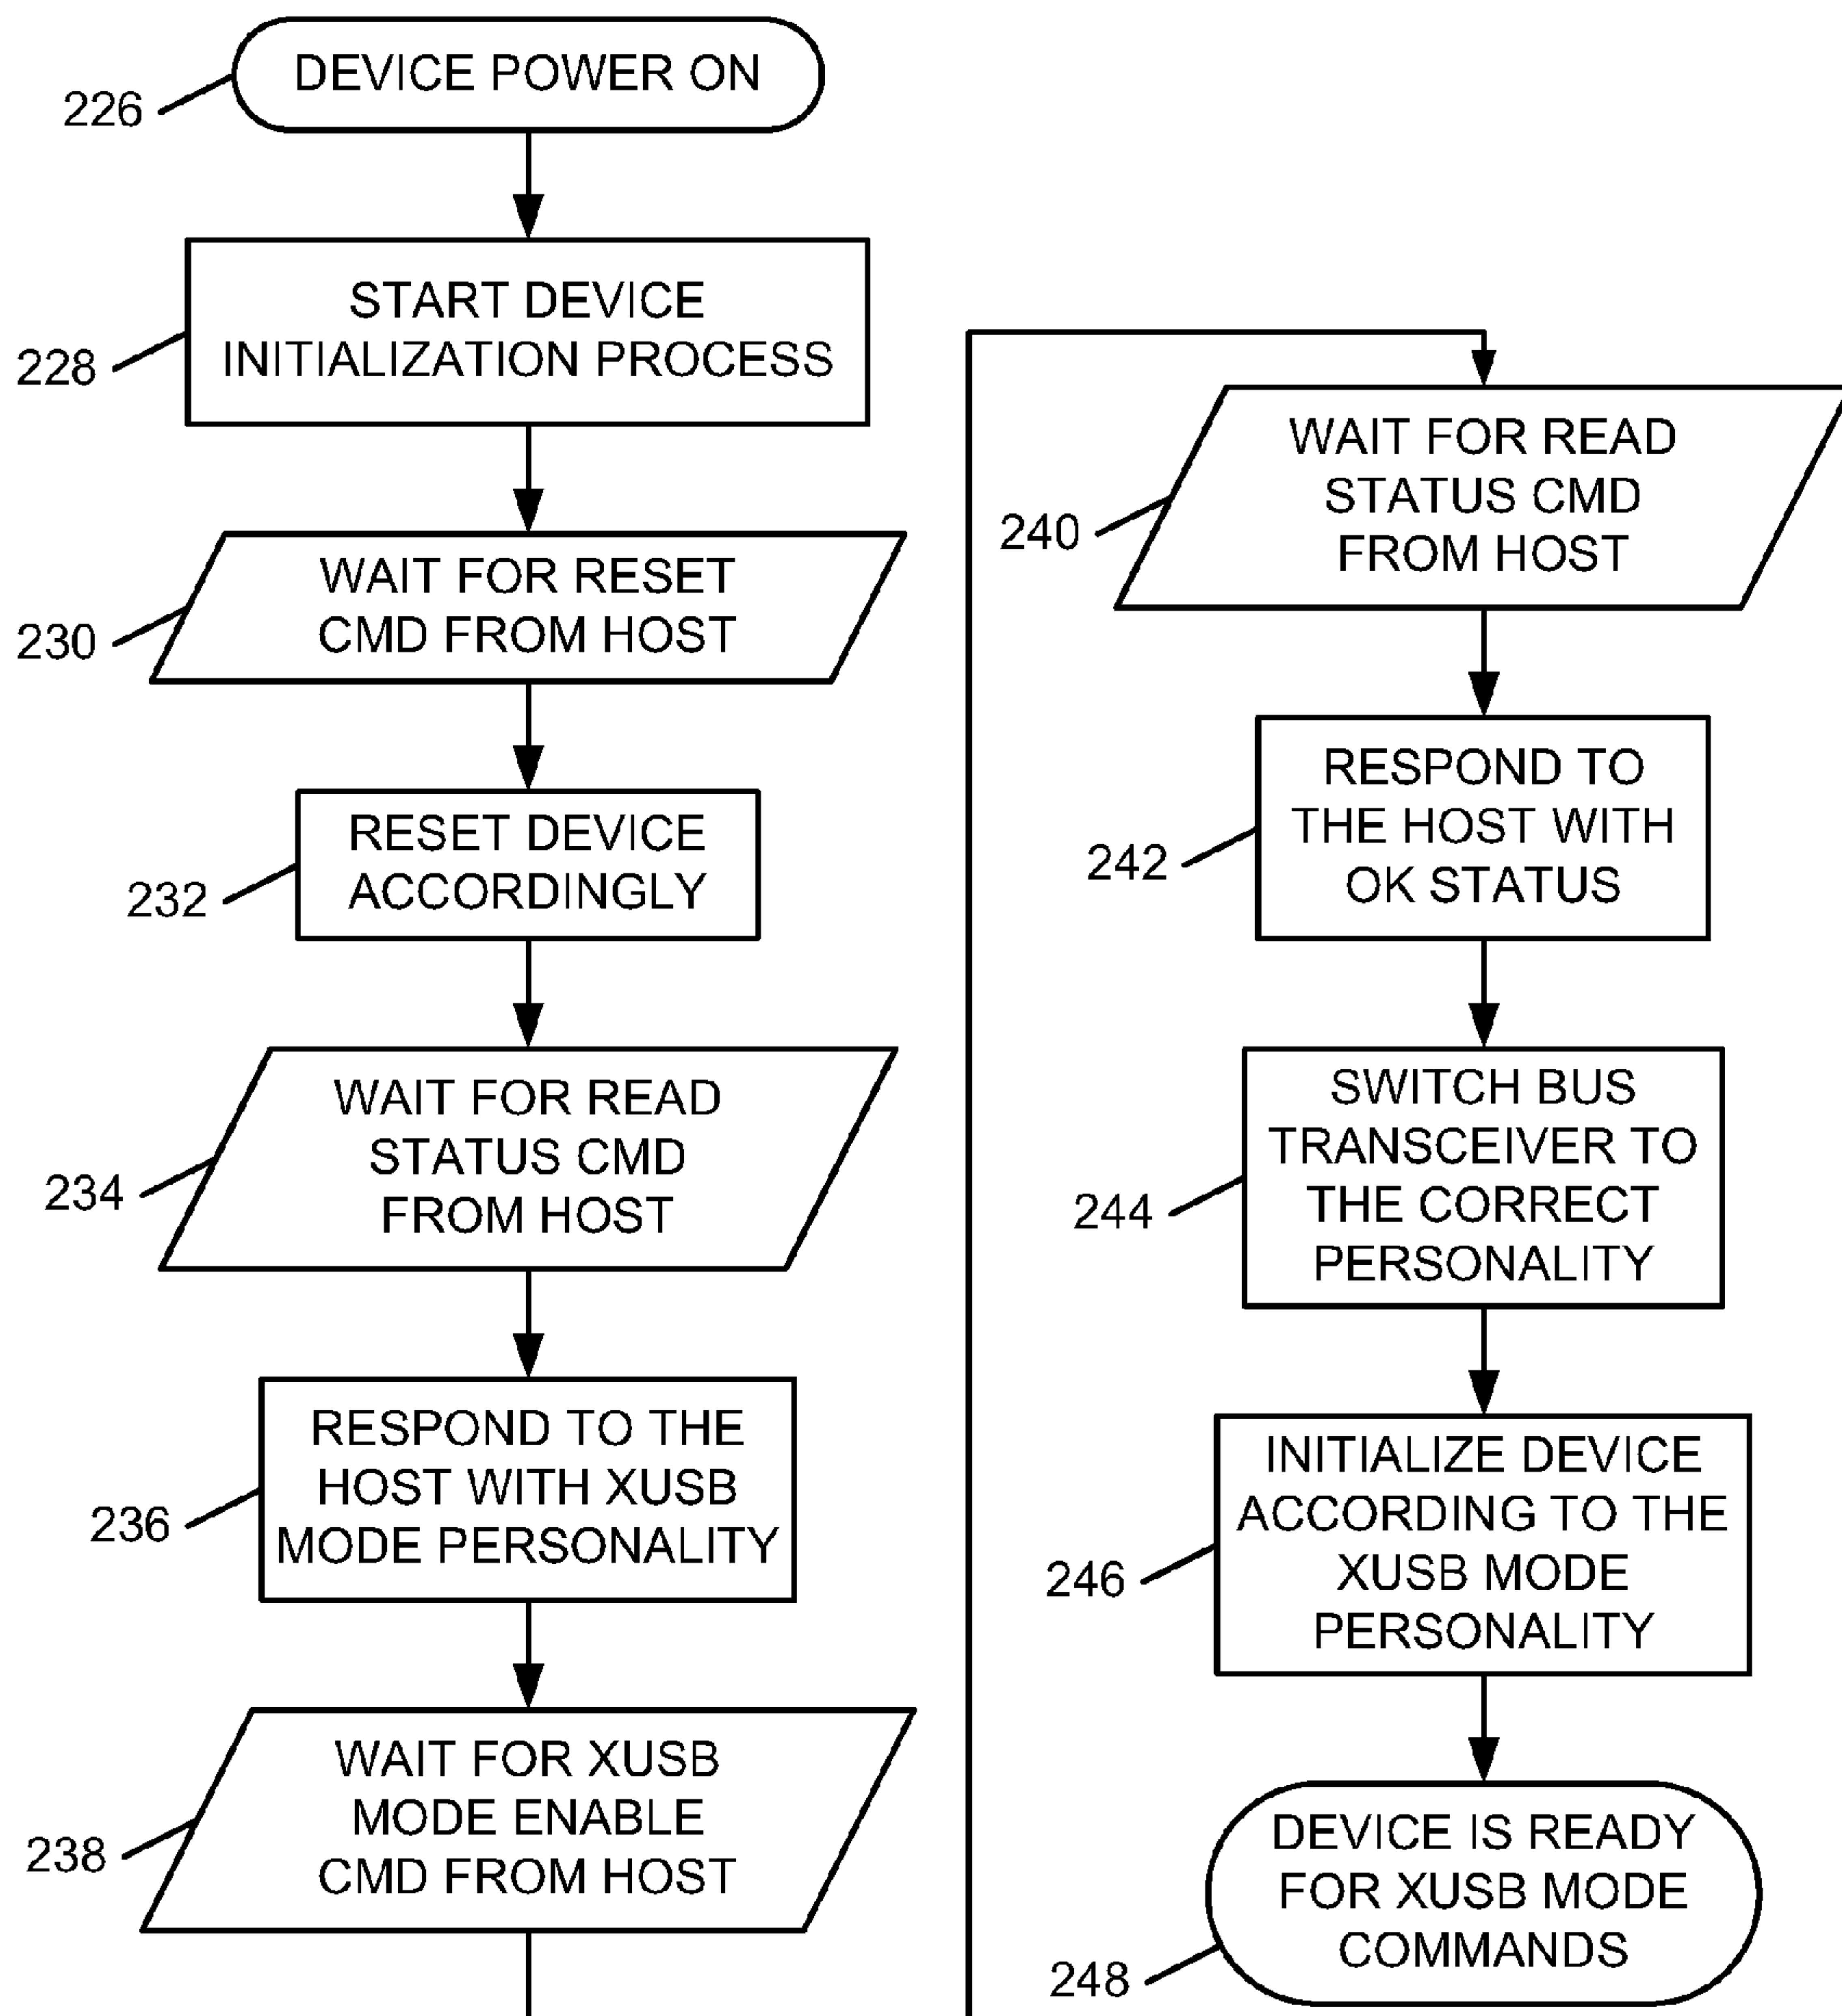 DEVICE POWER ON
226
START DEVICE
INITIALIZATION PROCESS
228
WAIT FOR RESET
CMD FROM HOST
230
RESET DEVICE
ACCORDINGLY
232
WAIT FOR READ
STATUS CMD
FROM HOST
234
RESPOND TO THE
HOST WITH XUSB
MODE PERSONALITY
236
WAIT FOR XUSB
MODE ENABLE
CMD FROM HOST
238
WAIT FOR READ
STATUS CMD
FROM HOST
240
RESPOND TO
THE HOST WITH
OK STATUS
242
SWITCH BUS
TRANSCEIVER TO
THE CORRECT
PERSONALITY
244
INITIALIZE DEVICE
ACCORDING TO THE
XUSB MODE
PERSONALITY
246
DEVICE IS READY
FOR XUSB MODE
COMMANDS
248